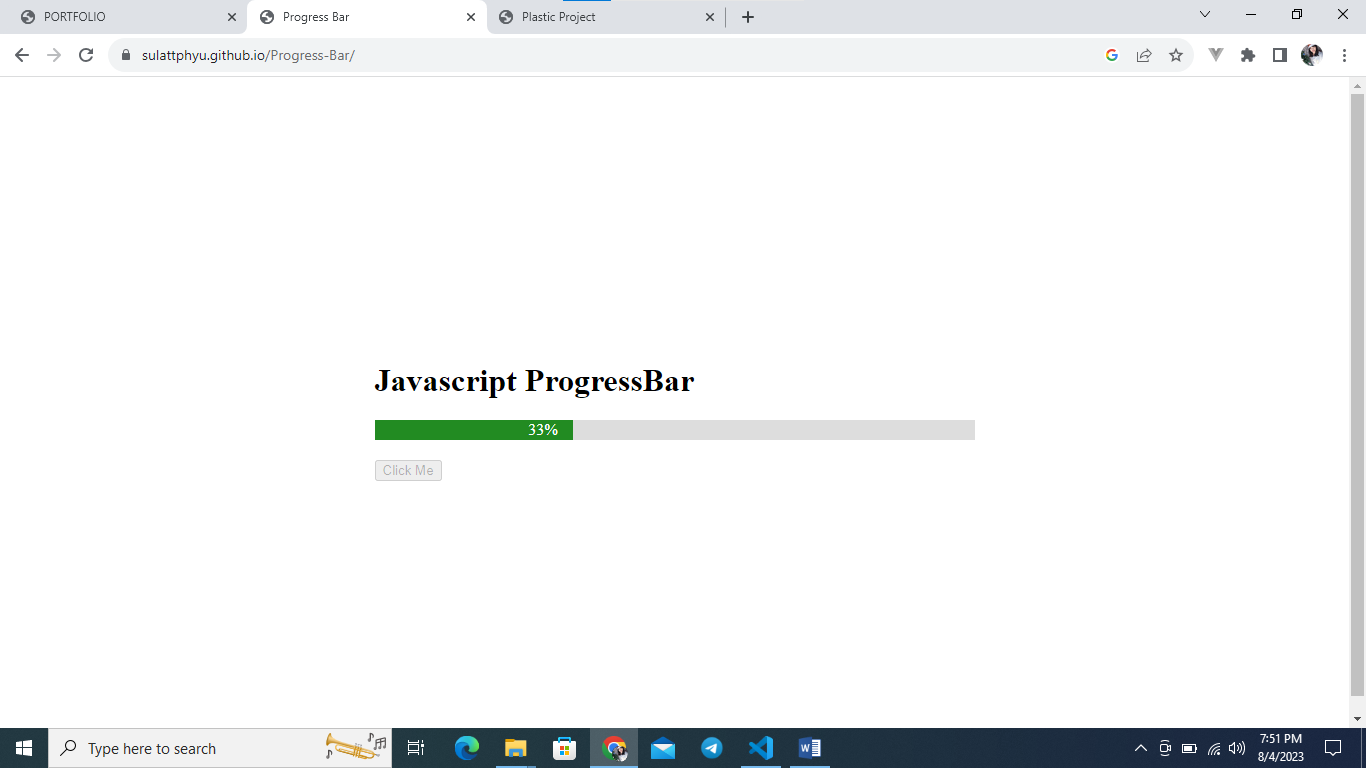 PORTFOLIO
Progress Bar
Plastic Project
sulattphyu.github.io/Progress-Bar/
Javascript ProgressBar
33%
Click Me
Type here to search
7:51 PM
8/4/2023